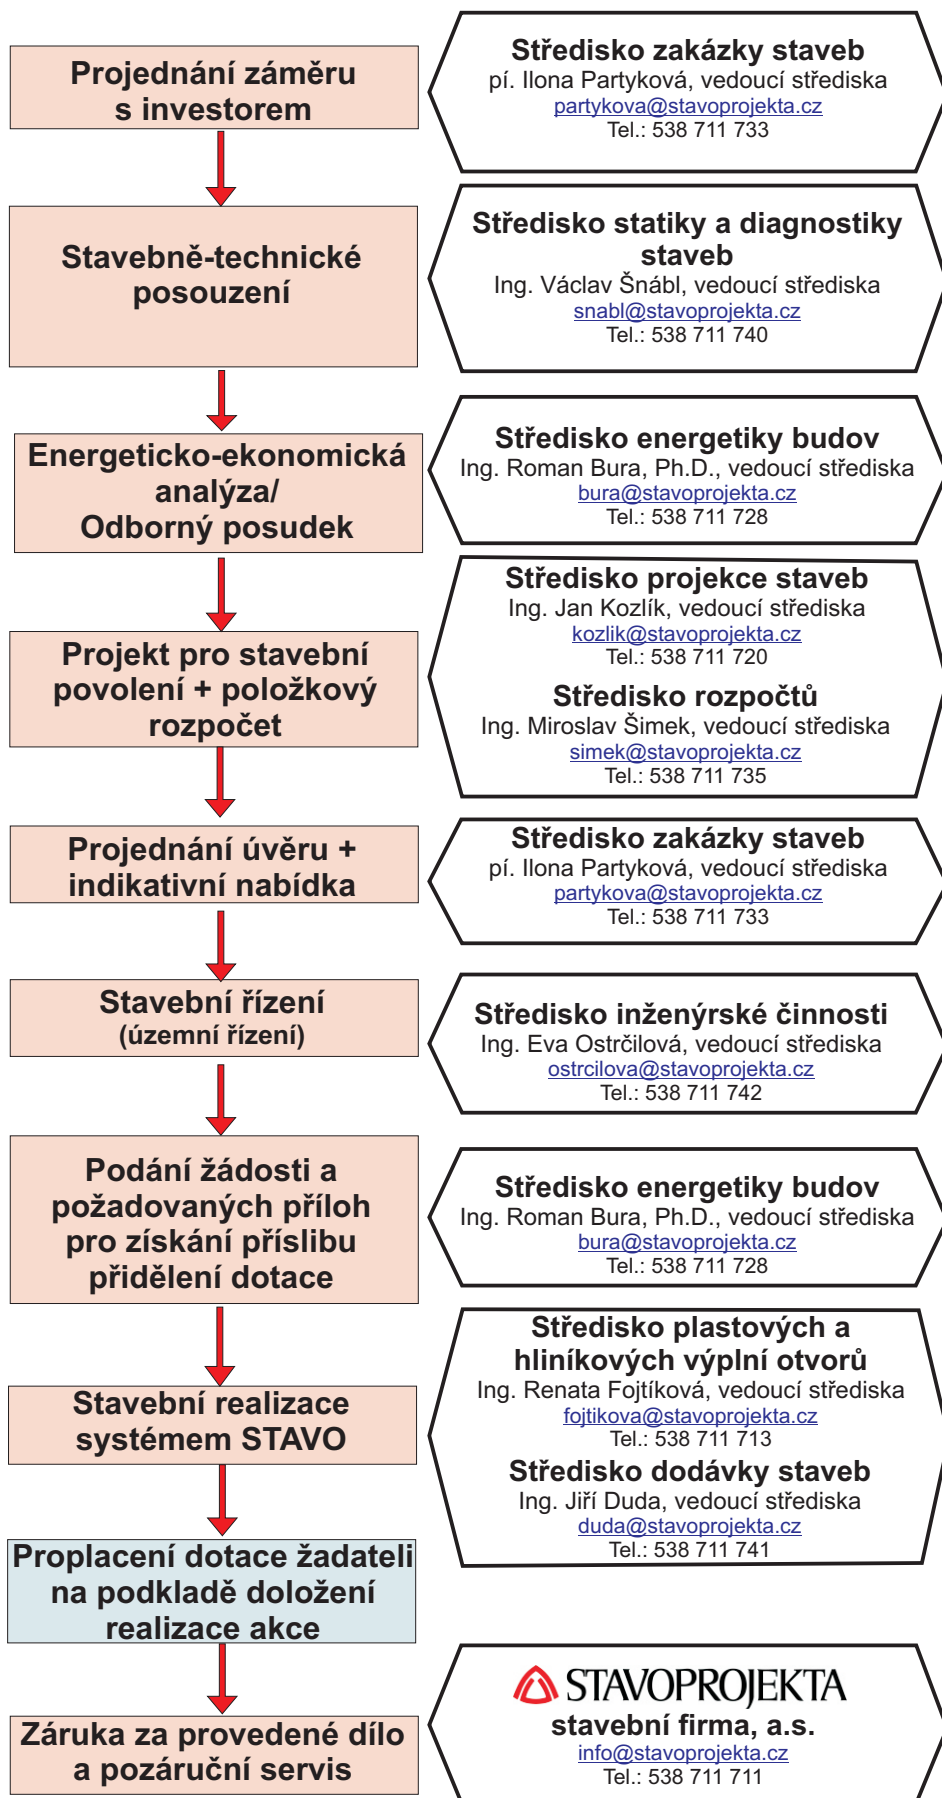 Projednání záměru
s investorem
Středisko zakázky staveb
pí. Ilona Partyková, vedoucí střediska
partykova@stavoprojekta.cz
Tel.: 538 711 733
Stavebně-technické
posouzení
Středisko statiky a diagnostiky
staveb
Ing. Václav Šnábl, vedoucí střediska
snabl@stavoprojekta.cz
Tel.: 538 711 740
Energeticko-ekonomická
analýza/
Odborný posudek
Středisko energetiky budov
Ing. Roman Bura, Ph.D., vedoucí střediska
bura@stavoprojekta.cz
Tel.: 538 711 728
Projekt pro stavební
povolení + položkový
rozpočet
Středisko projekce staveb
Ing. Jan Kozlík, vedoucí střediska
kozlik@stavoprojekta.cz
Tel.: 538 711 720
Středisko rozpočtů
Ing. Miroslav Šimek, vedoucí střediska
simek@stavoprojekta.cz
Tel.: 538 711 735
Projednání úvěru +
indikativní nabídka
Středisko zakázky staveb
pí. Ilona Partyková, vedoucí střediska
partykova@stavoprojekta.cz
Tel.: 538 711 733
Stavební řízení
(územní řízení)
Středisko inženýrské činnosti
Ing. Eva Ostrčilová, vedoucí střediska
ostrcilova@stavoprojekta.cz
Tel.: 538 711 742
Podání žádosti a
požadovaných příloh
pro získání příslibu
přidělení dotace
Středisko energetiky budov
Ing. Roman Bura, Ph.D., vedoucí střediska
bura@stavoprojekta.cz
Tel.: 538 711 728
Stavební realizace
systémem STAVO
Středisko plastových a
hliníkových výplní otvorů
Ing. Renata Fojtíková, vedoucí střediska
fojtikova@stavoprojekta.cz
Tel.: 538 711 713
Středisko dodávky staveb
Ing. Jiří Duda, vedoucí střediska
duda@stavoprojekta.cz
Tel.: 538 711 741
Proplacení dotace žadateli
na podkladě doložení
realizace akce
Záruka za provedené dílo
a pozáruční servis
STAVOPROJEKTA
stavební firma, a.s.
info@stavoprojekta.cz
Tel.: 538 711 711